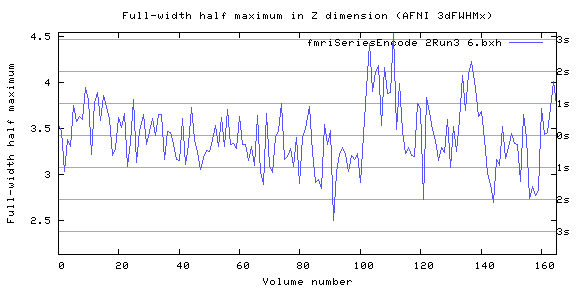 Full-width half maximum in Z dimension (AFNI 3dFWHMx)
fmriSeriesEncode 2Run3 6.bxh
Full-width half maximum
4.5
4
3.5
3
2.5
3s
2s
1s
0s
1s
2s
3s
0 20 40 60 80 100 120 140 160
Volume number